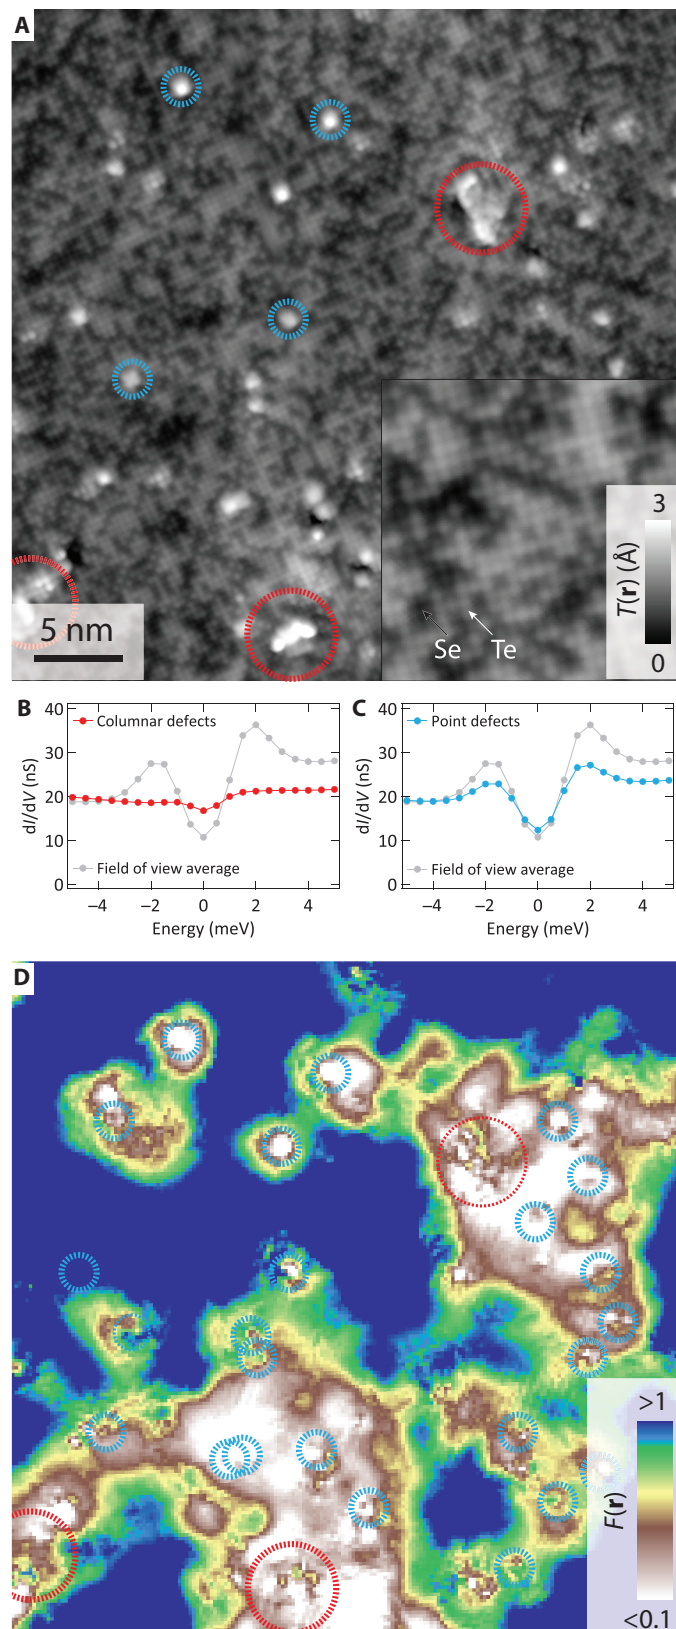 A
3
T(r) (Å)
0
5 nm
Se
Te
B
Columnar defects
Field of view average
40
30
20
10
0
dI/dV (nS)
−4
−2
0
2
4
Energy (meV)
C
Point defects
Field of view average
40
30
20
10
0
dI/dV (nS)
−4
−2
0
2
4
Energy (meV)
D
>1
F(r)
<0.1